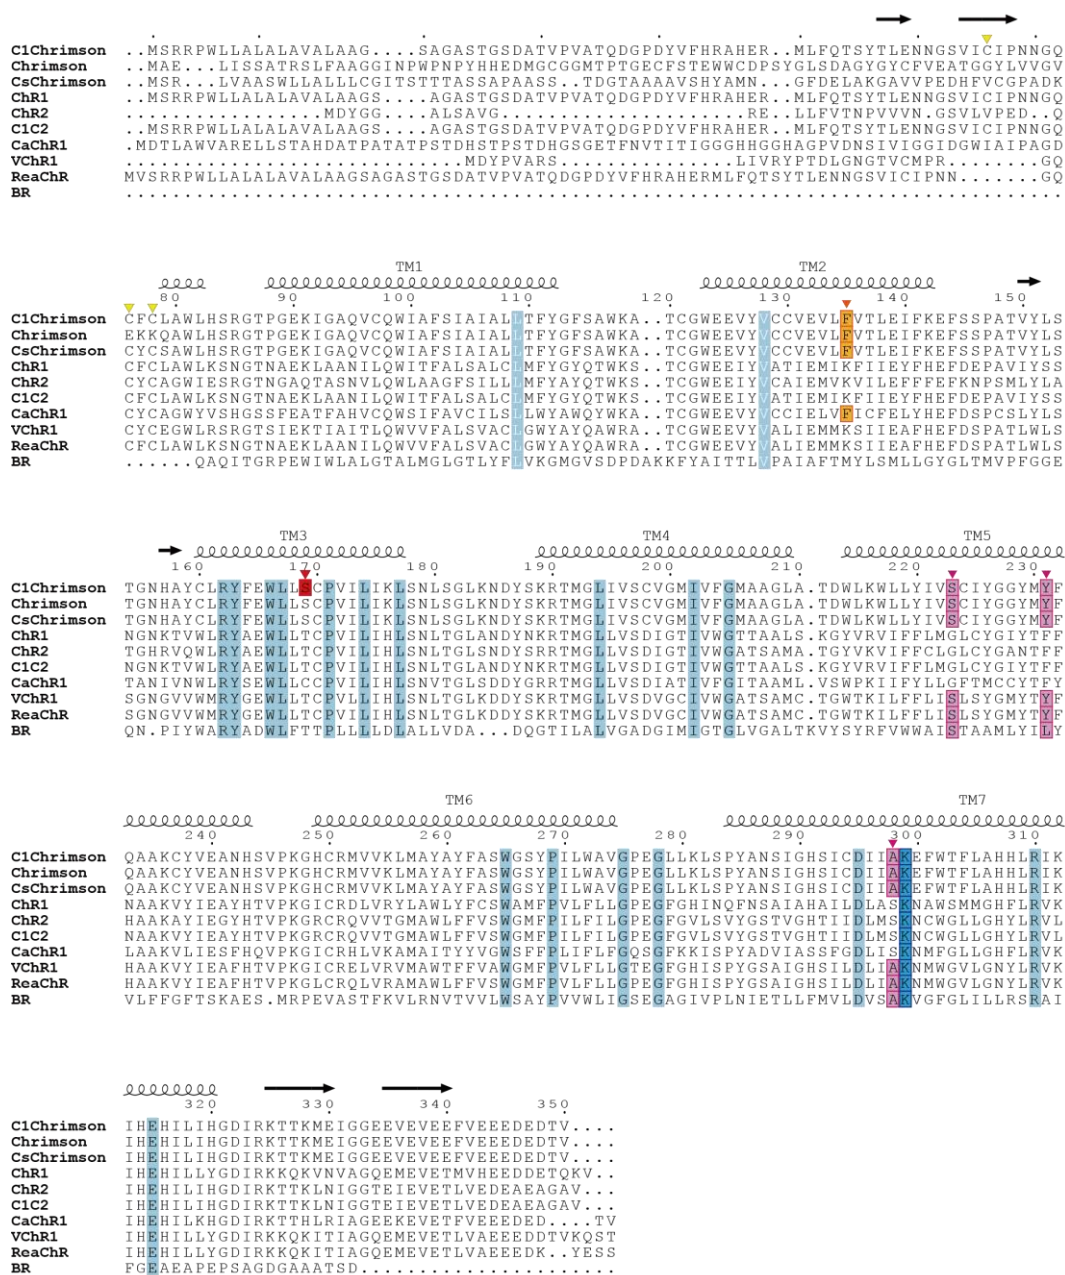 C1Chrimson ..MSRRPWLLALALAVALAAG....SAGASTGSDATVPVATQDGPDYVFHRAHER..MLFQTSYTLENNGSVICIPNNGQ
Chrimson ..MAE...LISSATRSLFAAGGINPWPNPYHHEDMGCGGMTPTGECFSTEWWCDPSYGLSDAGYGYCFVEATGGYLVVGV
CsChrimson ..MSR...LVAASWLLALLLCGITSTTTASSAPAASS..TDGTAAAAVSHYAMN...GFDELAKGAVVPEDHFVCGPADK
ChR1 ..MSRRPWLLALALAVALAAGS....AGASTGSDATVPVATQDGPDYVFHRAHER..MLFQTSYTLENNGSVICIPNNGQ
ChR2 .................MDYGG...ALSAVG.....................RE..LLFVTNPVVVN.GSVLVPED..Q
C1C2 ..MSRRPWLLALALAVALAAGS....AGASTGSDATVPVATQDGPDYVFHRAHER..MLFQTSYTLENNGSVICIPNNGQ
CaChR1 .MDTLAWVARELLSTAHDATPATATPSTDHSTPSTDHGSGETFNVTITIGGGHHGGHAGPVDNSIVIGGIDGWIAIPAGD
VChR1 .............................MDYPVARS...............LIVRYPTDLGNGTVCMPR........GQ
ReaChR MVSRRPWLLALALAVALAAGSAGASTGSDATVPVATQDGPDYVFHRAHERMLFQTSYTLENNGSVICIPNN.......GQ
BR ................................................................................
TM1 TM2
80 90 100 110 120 130 140 150
C1Chrimson CFCLAWLHSRGTPGEKIGAQVCQWIAFSIAIALLTFYGFSAWKA..TCGWEEVYVCCVEVLFVTLEIFKEFSSPATVYLS
Chrimson EKKQAWLHSRGTPGEKIGAQVCQWIAFSIAIALLTFYGFSAWKA..TCGWEEVYVCCVEVLFVTLEIFKEFSSPATVYLS
CsChrimson CYCSAWLHSRGTPGEKIGAQVCQWIAFSIAIALLTFYGFSAWKA..TCGWEEVYVCCVEVLFVTLEIFKEFSSPATVYLS
ChR1 CFCLAWLKSNGTNAEKLAANILQWITFALSALCLMFYGYQTWKS..TCGWEEIYVATIEMIKFIIEYFHEFDEPAVIYSS
ChR2 CYCAGWIESRGTNGAQTASNVLQWLAAGFSILLLMFYAYQTWKS..TCGWEEIYVCAIEMVKVILEFFFEFKNPSMLYLA
C1C2 CFCLAWLKSNGTNAEKLAANILQWITFALSALCLMFYGYQTWKS..TCGWEEIYVATIEMIKFIIEYFHEFDEPAVIYSS
CaChR1 CYCAGWYVSHGSSFEATFAHVCQWSIFAVCILSLLWYAWQYWKA..TCGWEEVYVCCIELVFICFELYHEFDSPCSLYLS
VChR1 CYCEGWLRSRGTSIEKTIAITLQWVVFALSVACLGWYAYQAWRA..TCGWEEVYVALIEMMKSIIEAFHEFDSPATLWLS
ReaChR CFCLAWLKSNGTNAEKLAANILQWVVFALSVACLGWYAYQAWRA..TCGWEEVYVALIEMMKSIIEAFHEFDSPATLWLS
BR ......QAQITGRPEWIWLALGTALMGLGTLYFLVKGMGVSDPDAKKFYAITTLVPAIAFTMYLSMLLGYGLTMVPFGGE
TM3 TM4 TM5
160 170 180 190 200 210 220 230
C1Chrimson TGNHAYCLRYFEWLLSCPVILIKLSNLSGLKNDYSKRTMGLIVSCVGMIVFGMAAGLA.TDWLKWLLYIVSCIYGGYMYF
Chrimson TGNHAYCLRYFEWLLSCPVILIKLSNLSGLKNDYSKRTMGLIVSCVGMIVFGMAAGLA.TDWLKWLLYIVSCIYGGYMYF
CsChrimson TGNHAYCLRYFEWLLSCPVILIKLSNLSGLKNDYSKRTMGLIVSCVGMIVFGMAAGLA.TDWLKWLLYIVSCIYGGYMYF
ChR1 NGNKTVWLRYAEWLLTCPVILIHLSNLTGLANDYNKRTMGLLVSDIGTIVWGTTAALS.KGYVRVIFFLMGLCYGIYTFF
ChR2 TGHRVQWLRYAEWLLTCPVILIHLSNLTGLSNDYSRRTMGLLVSDIGTIVWGATSAMA.TGYVKVIFFCLGLCYGANTFF
C1C2 NGNKTVWLRYAEWLLTCPVILIHLSNLTGLANDYNKRTMGLLVSDIGTIVWGTTAALS.KGYVRVIFFLMGLCYGIYTFF
CaChR1 TANIVNWLRYSEWLLCCPVILIHLSNVTGLSDDYGRRTMGLLVSDIATIVFGITAAML.VSWPKIIFYLLGFTMCCYTFY
VChR1 SGNGVVWMRYGEWLLTCPVLLIHLSNLTGLKDDYSKRTMGLLVSDVGCIVWGATSAMC.TGWTKILFFLISLSYGMYTYF
ReaChR SGNGVVWMRYGEWLLTCPVILIHLSNLTGLKDDYSKRTMGLLVSDVGCIVWGATSAMC.TGWTKILFFLISLSYGMYTYF
BR QN.PIYWARYADWLFTTPLLLLDLALLVDA...DQGTILALVGADGIMIGTGLVGALTKVYSYRFVWWAISTAAMLYILY
TM6 TM7
240 250 260 270 280 290 300 310
C1Chrimson QAAKCYVEANHSVPKGHCRMVVKLMAYAYFASWGSYPILWAVGPEGLLKLSPYANSIGHSICDIIAKEFWTFLAHHLRIK
Chrimson QAAKCYVEANHSVPKGHCRMVVKLMAYAYFASWGSYPILWAVGPEGLLKLSPYANSIGHSICDIIAKEFWTFLAHHLRIK
CsChrimson QAAKCYVEANHSVPKGHCRMVVKLMAYAYFASWGSYPILWAVGPEGLLKLSPYANSIGHSICDIIAKEFWTFLAHHLRIK
ChR1 NAAKVYIEAYHTVPKGICRDLVRYLAWLYFCSWAMFPVLFLLGPEGFGHINQFNSAIAHAILDLASKNAWSMMGHFLRVK
ChR2 HAAKAYIEGYHTVPKGRCRQVVTGMAWLFFVSWGMFPILFILGPEGFGVLSVYGSTVGHTIIDLMSKNCWGLLGHYLRVL
C1C2 NAAKVYIEAYHTVPKGRCRQVVTGMAWLFFVSWGMFPILFILGPEGFGVLSVYGSTVGHTIIDLMSKNCWGLLGHYLRVL
CaChR1 LAAKVLIESFHQVPKGICRHLVKAMAITYYVGWSFFPLIFLFGQSGFKKISPYADVIASSFGDLISKNMWGLLGHYLRVK
VChR1 HAAKVYIEAFHTVPKGICRELVRVMAWTFFVAWGMFPVLFLLGTEGFGHISPYGSAIGHSILDLIAKNMWGVLGNYLRVK
ReaChR HAAKVYIEAFHTVPKGLCRQLVRAMAWLFFVSWGMFPVLFLLGPEGFGHISPYGSAIGHSILDLIAKNMWGVLGNYLRVK
BR VLFFGFTSKAES.MRPEVASTFKVLRNVTVVLWSAYPVVWLIGSEGAGIVPLNIETLLFMVLDVSAKVGFGLILLRSRAI
320 330 340 350
C1Chrimson IHEHILIHGDIRKTTKMEIGGEEVEVEEFVEEEDEDTV....
Chrimson IHEHILIHGDIRKTTKMEIGGEEVEVEEFVEEEDEDTV....
CsChrimson IHEHILIHGDIRKTTKMEIGGEEVEVEEFVEEEDEDTV....
ChR1 IHEHILLYGDIRKKQKVNVAGQEMEVETMVHEEDDETQKV..
ChR2 IHEHILIHGDIRKTTKLNIGGTEIEVETLVEDEAEAGAV...
C1C2 IHEHILIHGDIRKTTKLNIGGTEIEVETLVEDEAEAGAV...
CaChR1 IHEHILKHGDIRKTTHLRIAGEEKEVETFVEEEDED....TV
VChR1 IHEHILLYGDIRKKQKITIAGQEMEVETLVAEEEDDTVKQST
ReaChR IHEHILLYGDIRKKQKITIAGQEMEVETLVAEEEDK..YESS
BR FGEAEAPEPSAGDGAAATSD......................